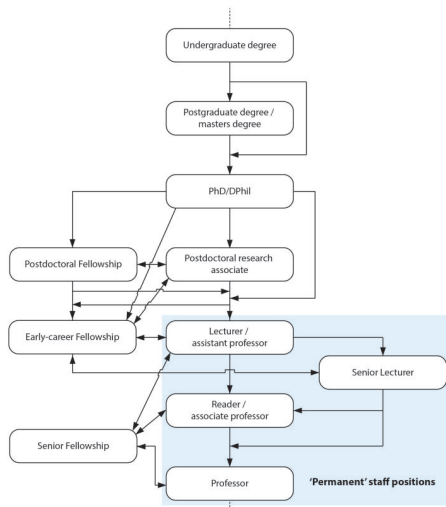 Undergraduate degree
Postgraduate degree /
masters degree
PhD/DPhil
Postdoctoral Fellowship
Postdoctoral research
associate
Early-career Fellowship
Lecturer /
assistant professor
Senior Lecturer
Reader /
associate professor
Senior Fellowship
Professor
'Permanent' staff positions